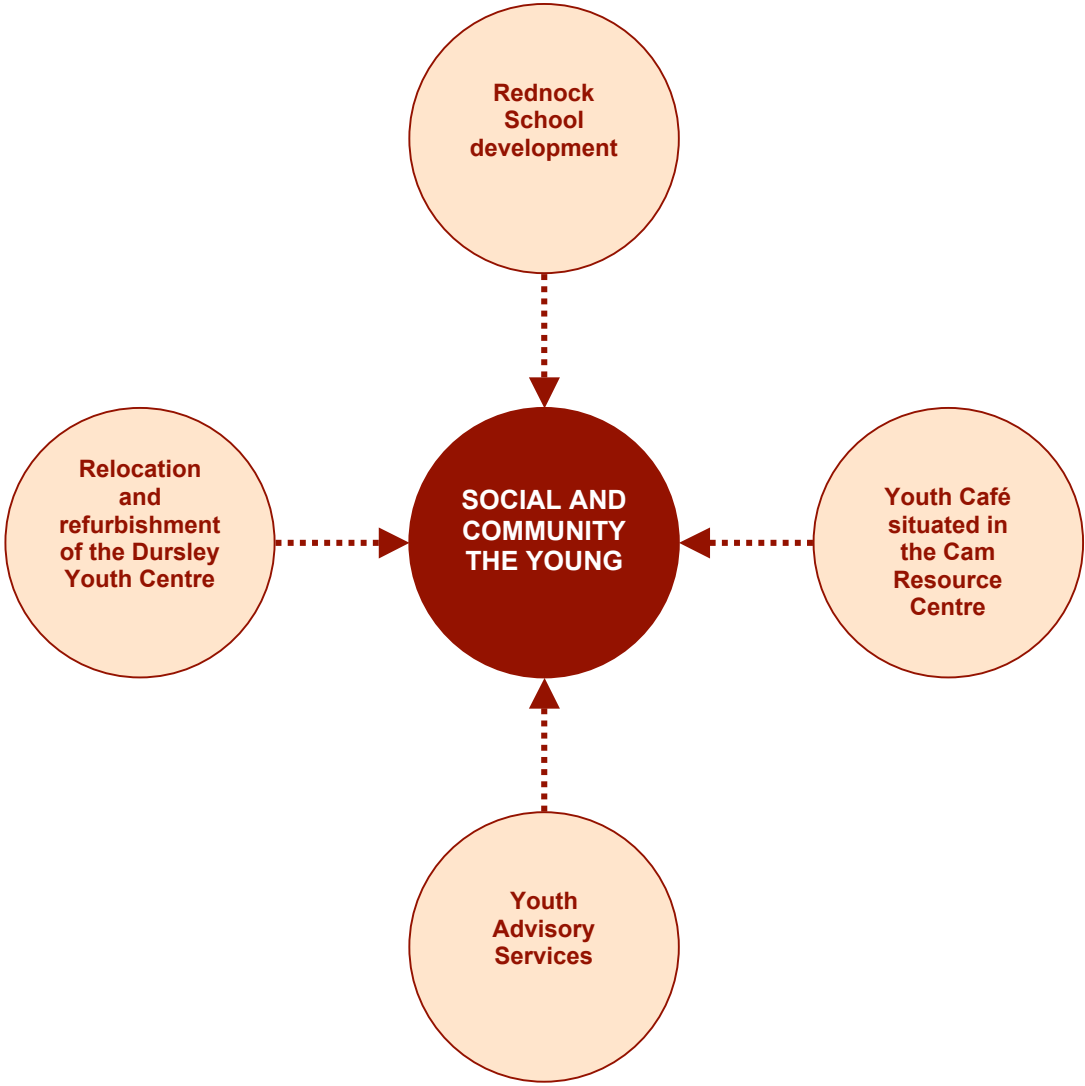 Rednock
School
development
Relocation
and
refurbishment
of the Dursley
Youth Centre
SOCIAL AND
COMMUNITY
THE YOUNG
Youth Café
situated in
the Cam
Resource
Centre
Youth
Advisory
Services